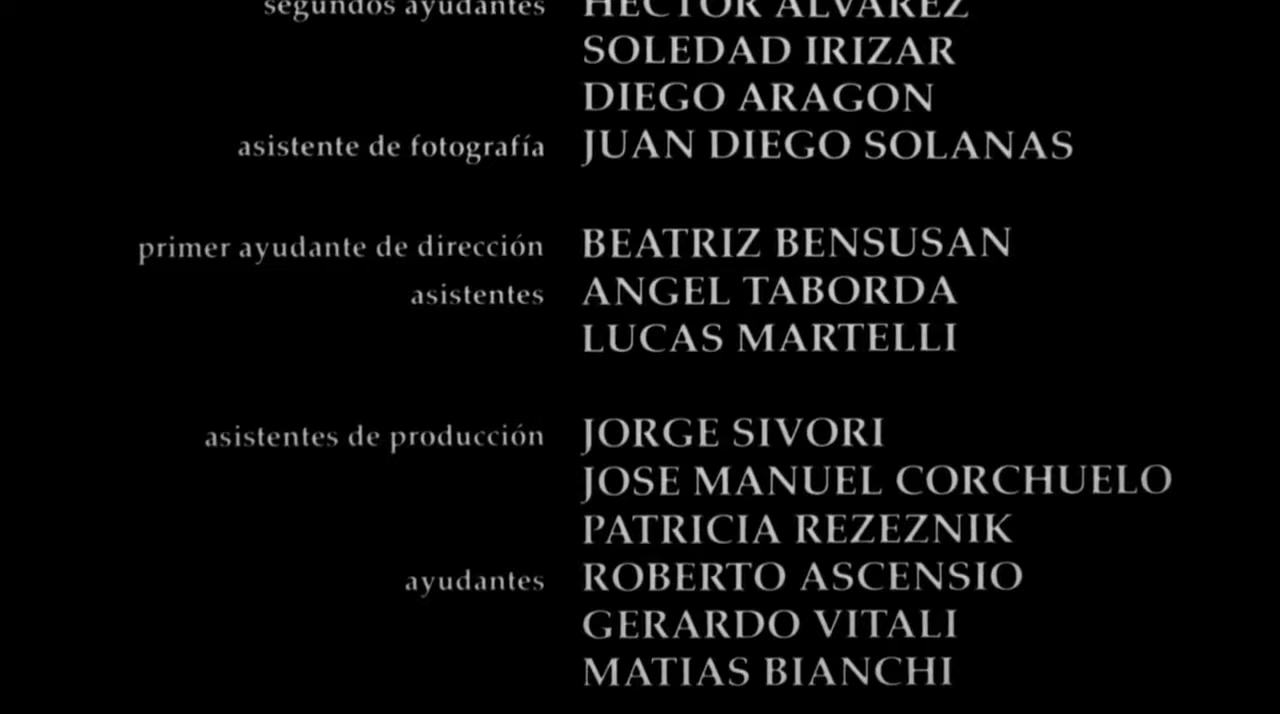 segundos ayudantes HECTOR ALVAREZ
SOLEDAD IRIZAR
DIEGO ARAGON
asistente de fotografía JUAN DIEGO SOLANAS
primer ayudante de dirección BEATRIZ BENSUSAN
asistentes ANGEL TABORDA
LUCAS MARTELLI
asistentes de producción JORGE SIVORI
JOSE MANUEL CORCHUELO
PATRICIA REZEZNIK
ayudantes ROBERTO ASCENSIO
GERARDO VITALI
MATIAS BIANCHI